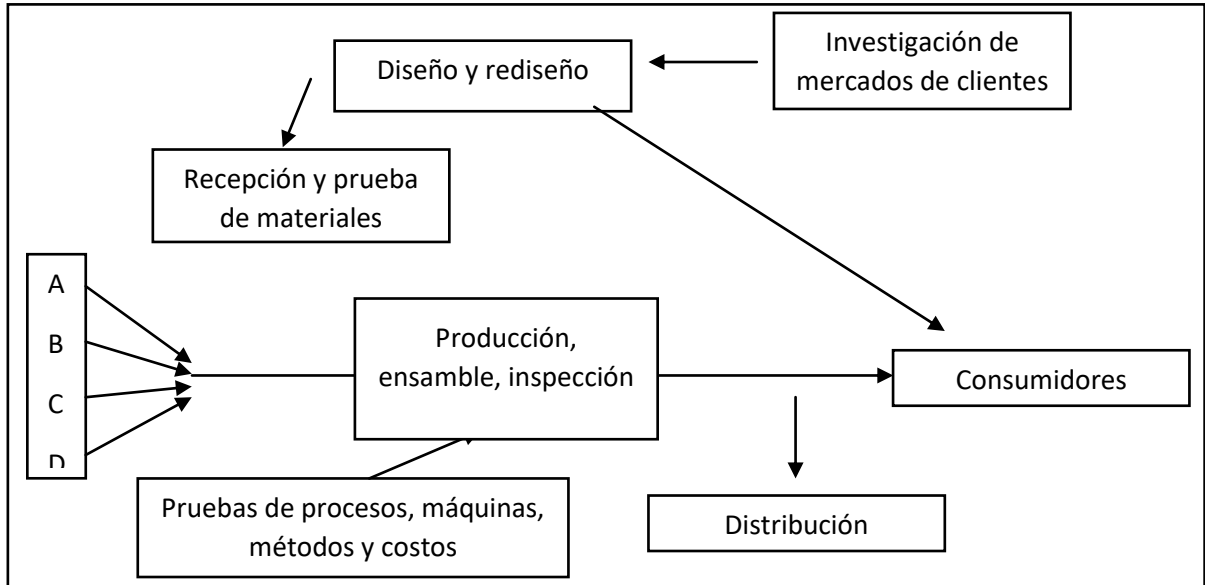 Investigación de
mercados de clientes
Diseño y rediseño
Recepción y prueba
de materiales
A
B
C
D
Producción,
ensamble, inspección
Consumidores
Pruebas de procesos, máquinas,
métodos y costos
Distribución